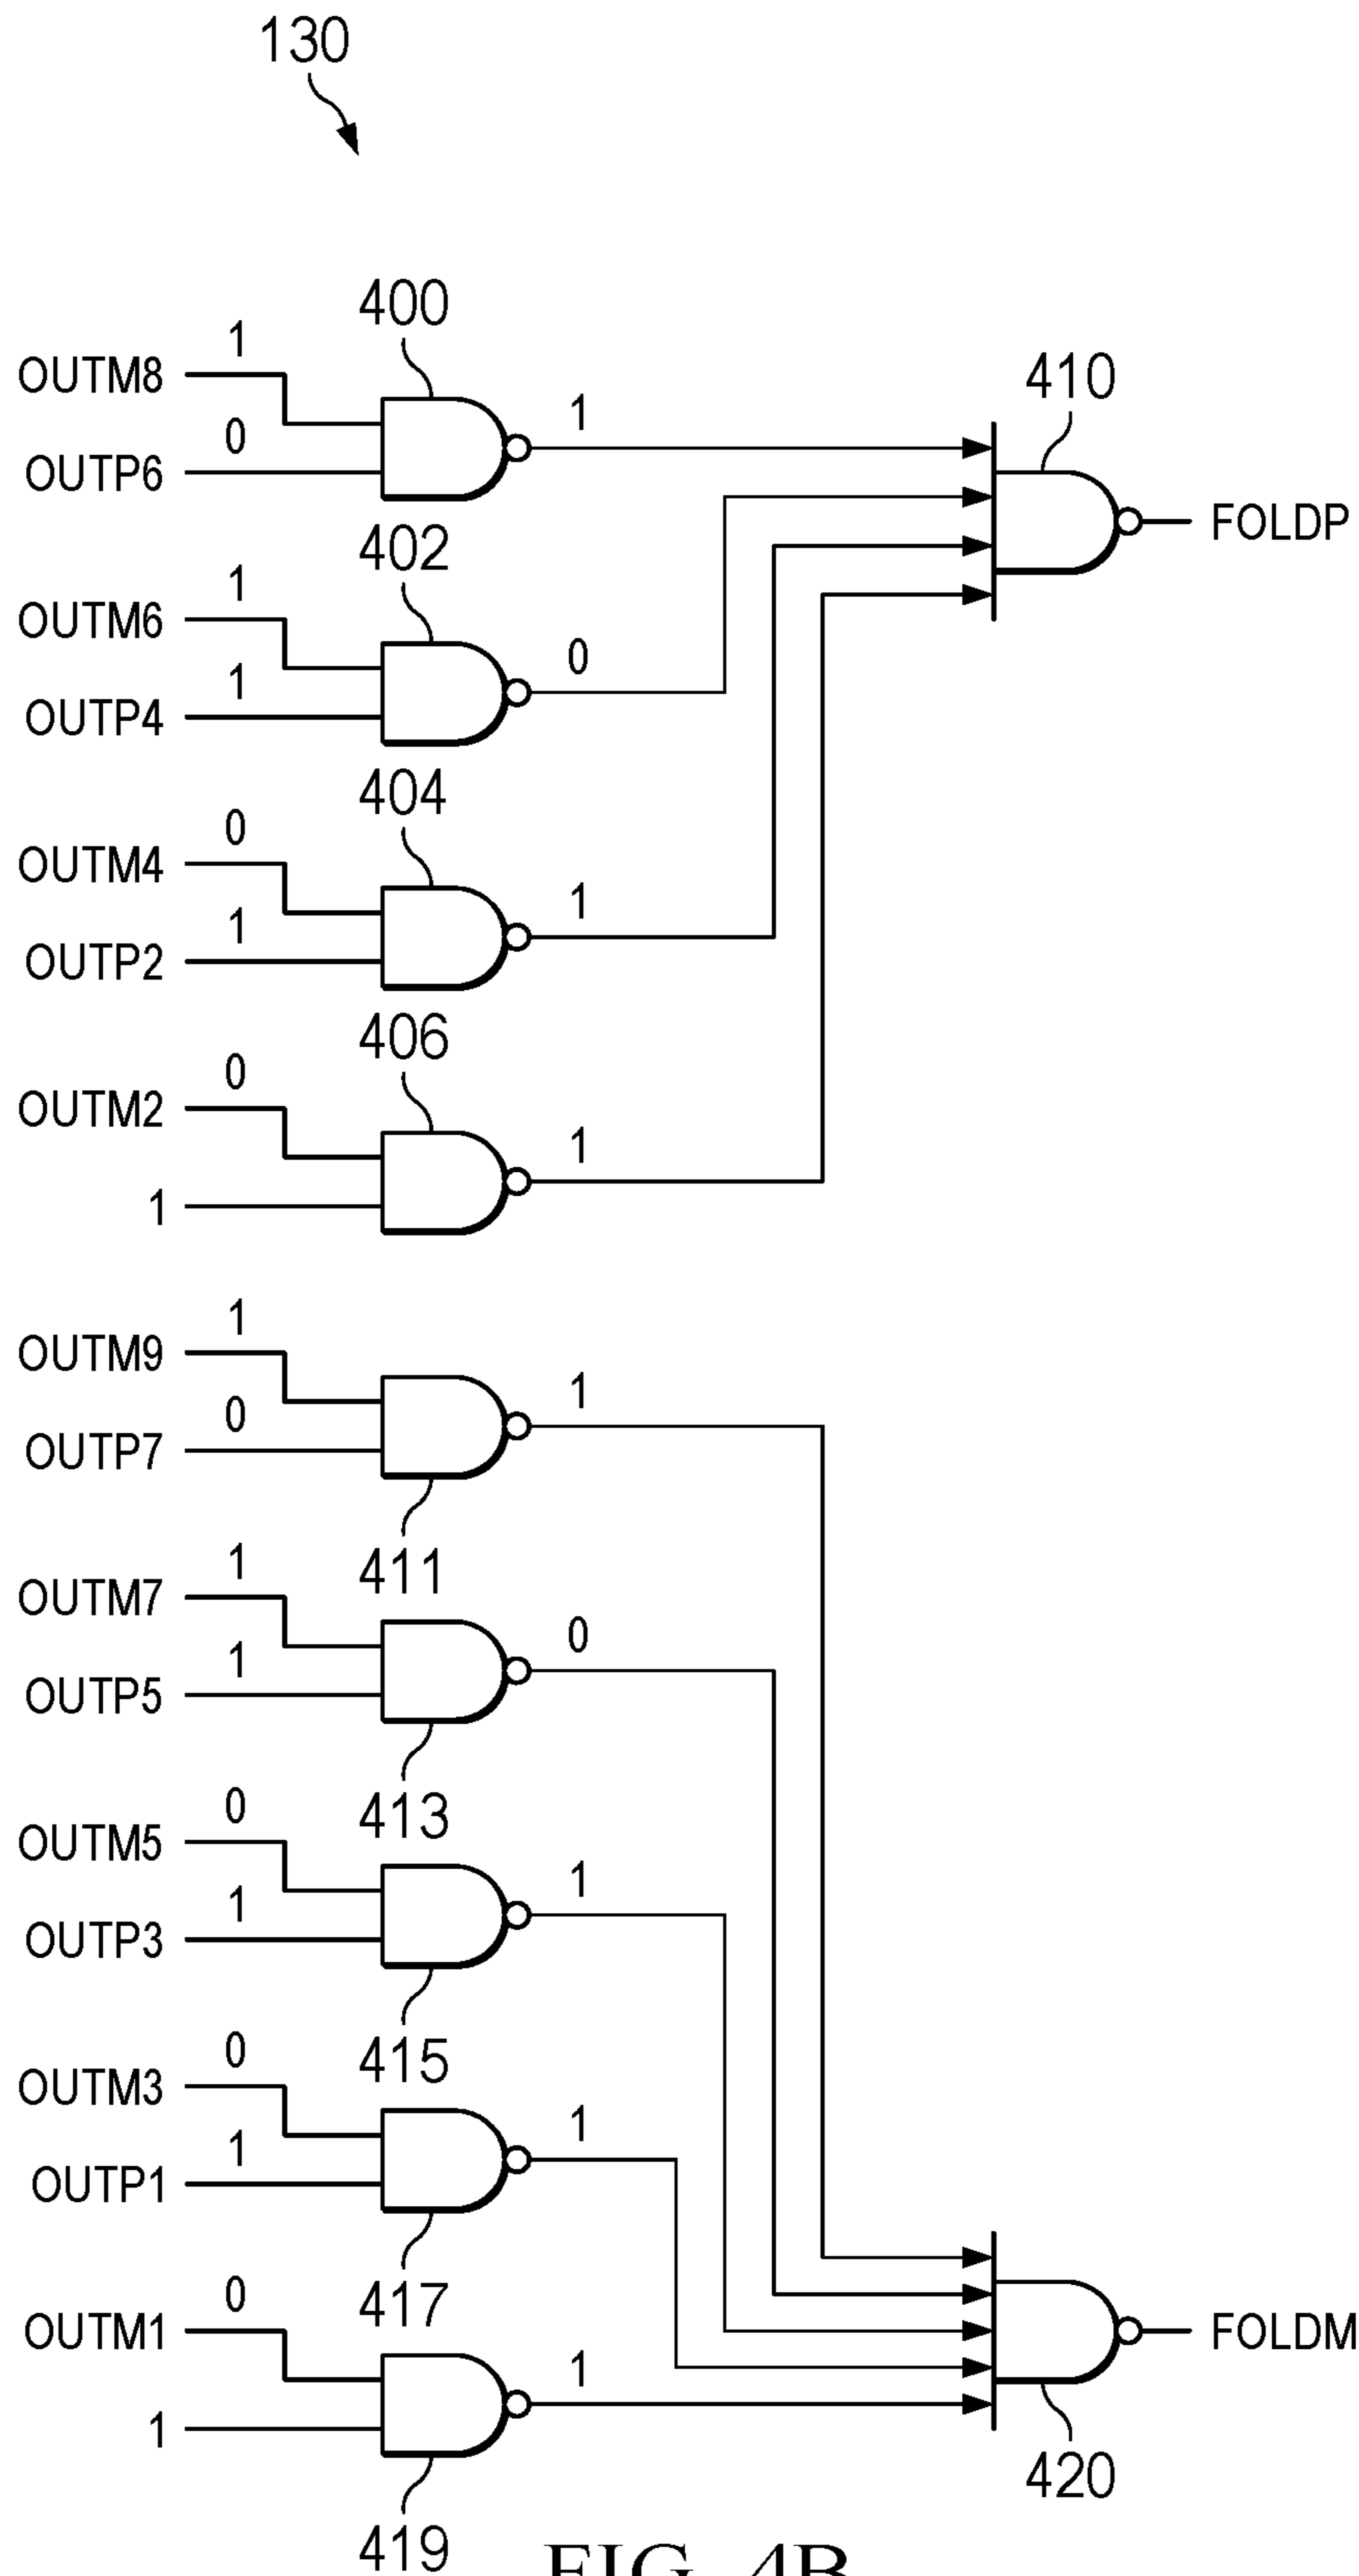 130
400
1
OUTM8
0
OUTP6
1
410
FOLDP
402
1
OUTM6
1
OUTP4
0
404
0
OUTM4
1
OUTP2
1
406
0
OUTM2
1
1
1
OUTM9
0
OUTP7
1
411
1
OUTM7
1
OUTP5
0
413
0
OUTM5
1
OUTP3
1
415
0
OUTM3
1
OUTP1
1
417
0
OUTM1
1
1
419
FOLDM
420
FIG. 4B